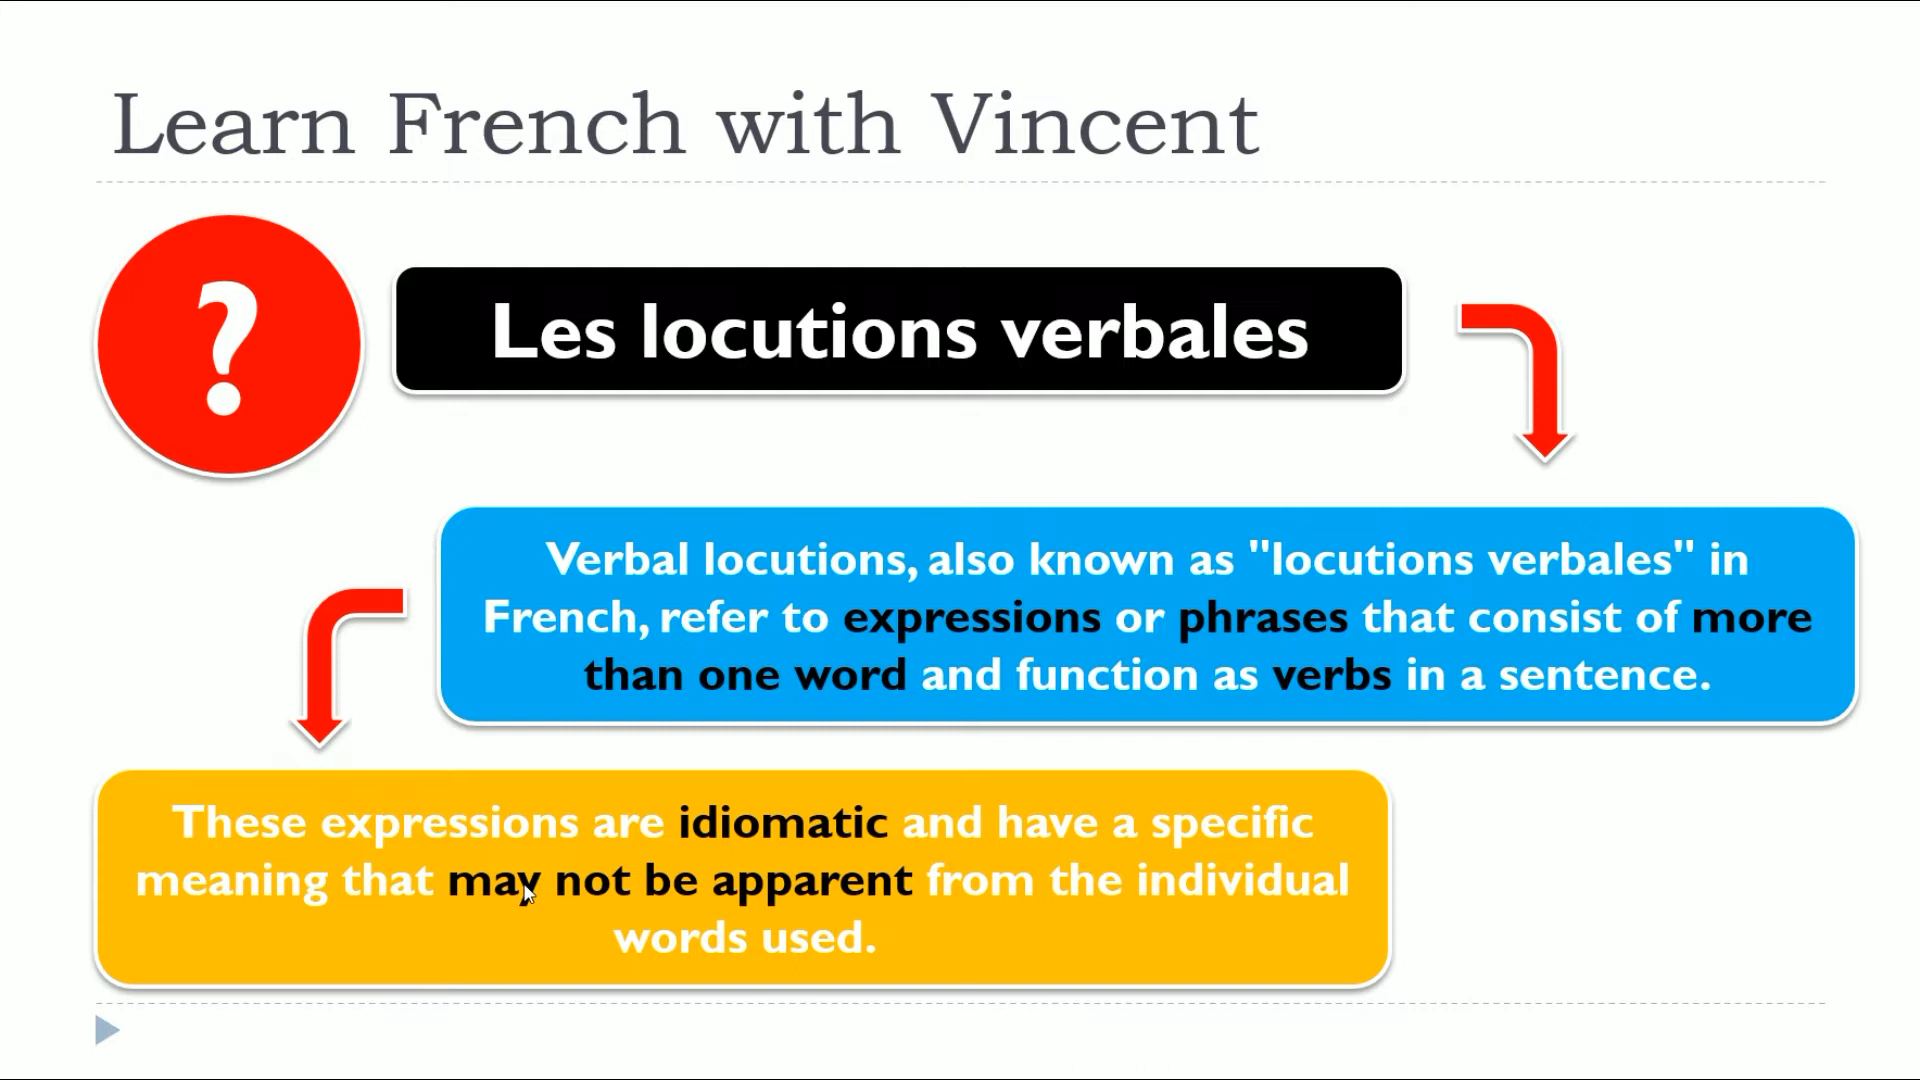 Learn French with Vincent
?
Les locutions verbales
Verbal locutions, also known as "locutions verbales" in
French, refer to expressions or phrases that consist of more
than one word and function as verbs in a sentence.
These expressions are idiomatic and have a specific
meaning that may not be apparent from the individual
words used.